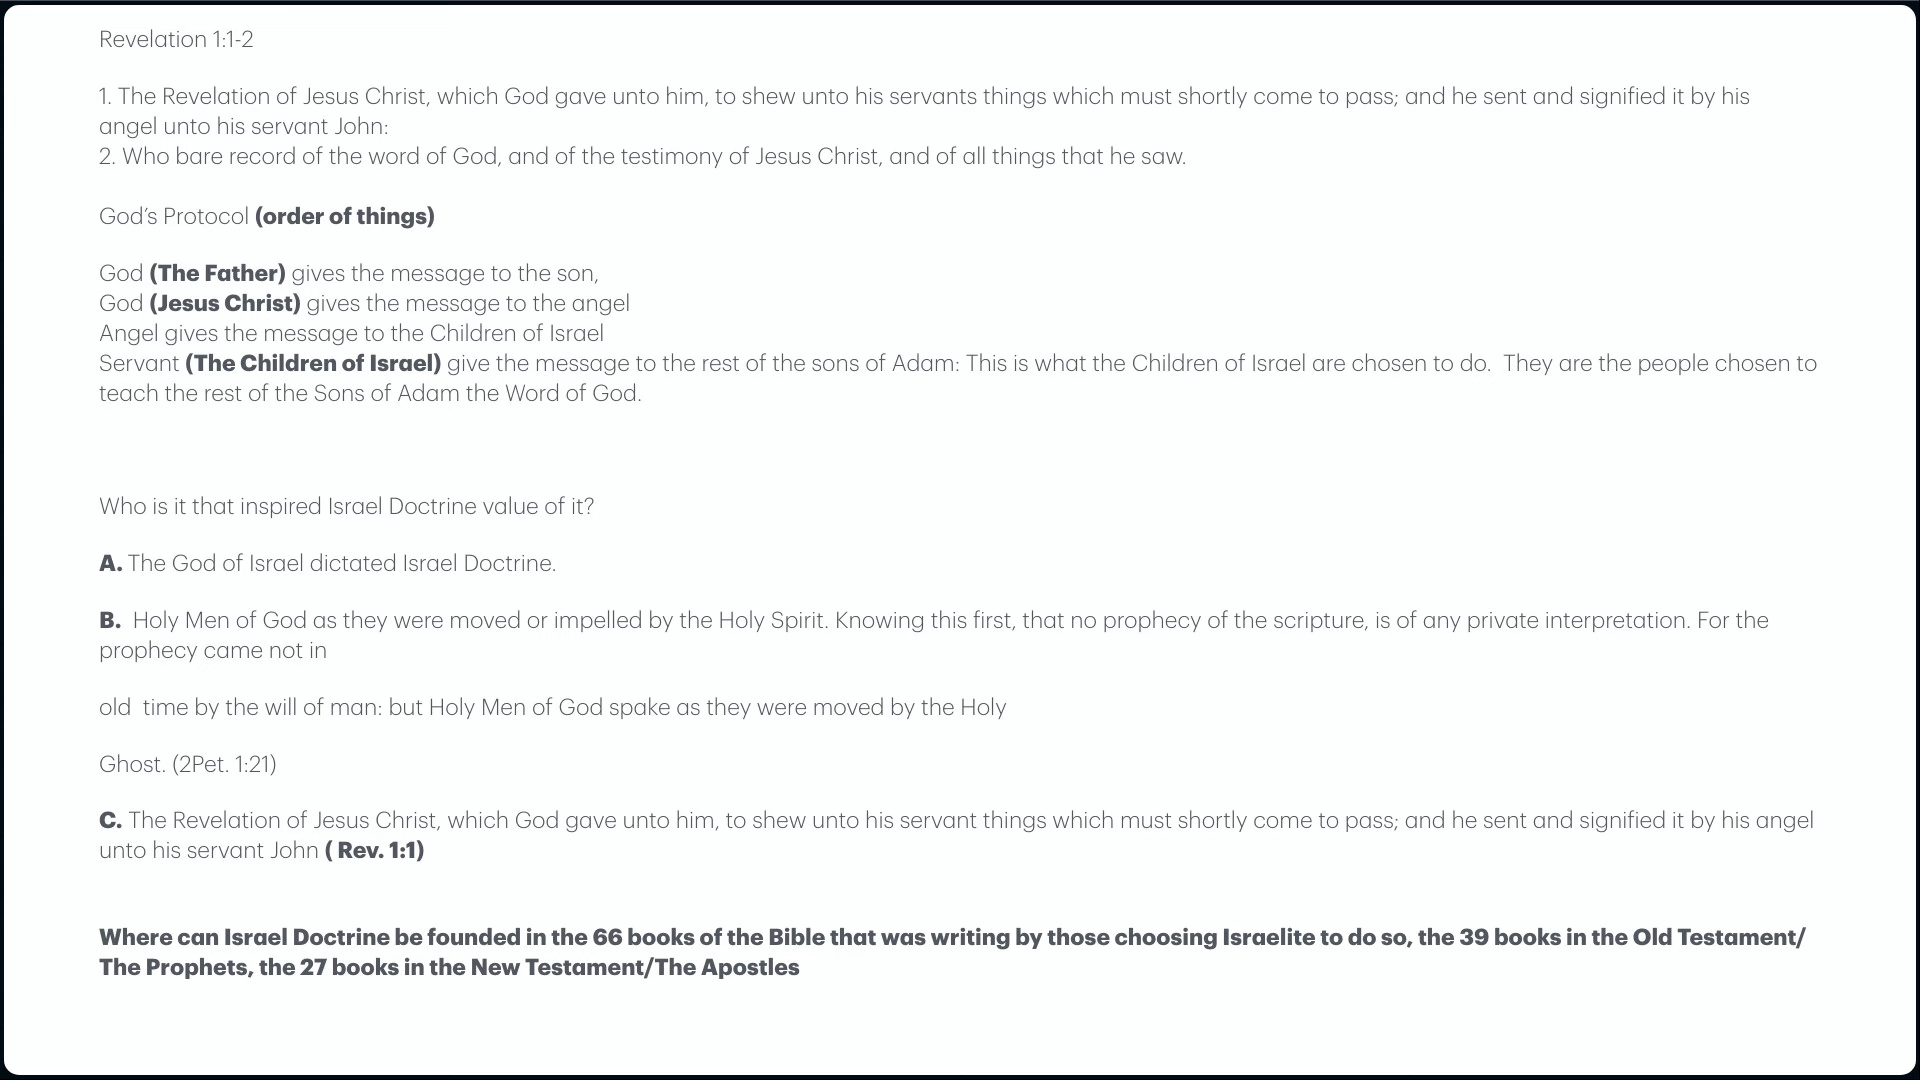 Revelation 1:1-2
1. The Revelation of Jesus Christ, which God gave unto him, to shew unto his servants things which must shortly come to pass; and he sent and signified it by his
angel unto his servant John:
2. Who bare record of the word of God, and of the testimony of Jesus Christ, and of all things that he saw.
God’s Protocol (order of things)
God (The Father) gives the message to the son,
God (Jesus Christ) gives the message to the angel
Angel gives the message to the Children of Israel
Servant (The Children of Israel) give the message to the rest of the sons of Adam: This is what the Children of Israel are chosen to do.  They are the people chosen to
teach the rest of the Sons of Adam the Word of God.
Who is it that inspired Israel Doctrine value of it?
A. The God of Israel dictated Israel Doctrine.
B.  Holy Men of God as they were moved or impelled by the Holy Spirit. Knowing this first, that no prophecy of the scripture, is of any private interpretation. For the
prophecy came not in
old  time by the will of man: but Holy Men of God spake as they were moved by the Holy
Ghost. (2Pet. 1:21)
C. The Revelation of Jesus Christ, which God gave unto him, to shew unto his servant things which must shortly come to pass; and he sent and signified it by his angel
unto his servant John ( Rev. 1:1)
Where can Israel Doctrine be founded in the 66 books of the Bible that was writing by those choosing Israelite to do so, the 39 books in the Old Testament/
The Prophets, the 27 books in the New Testament/The Apostles